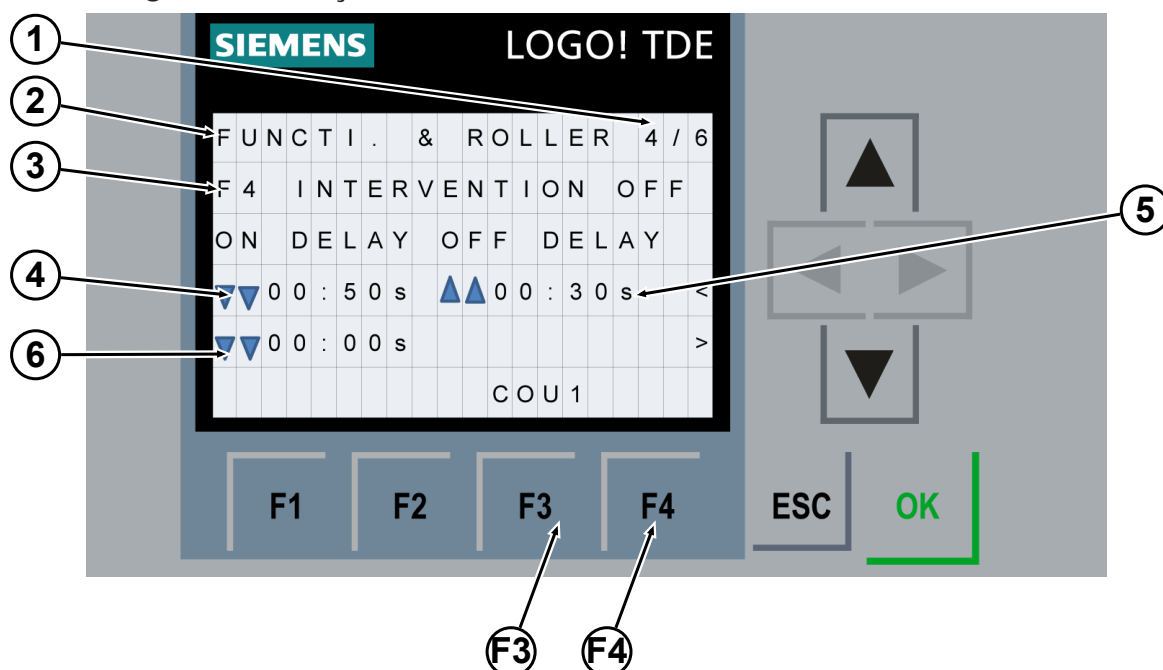 1
SIEMENS LOGO! TDE
2
FUNCTI. & ROLLER 4/6
3
F4 INTERVENTION OFF
5
ON DELAY OFF DELAY
4
▼▼00:50s ▲▲00:30s <
6
▼▼00:00s >
COU1
F1 F2 F3 F4 ESC OK
F3 F4